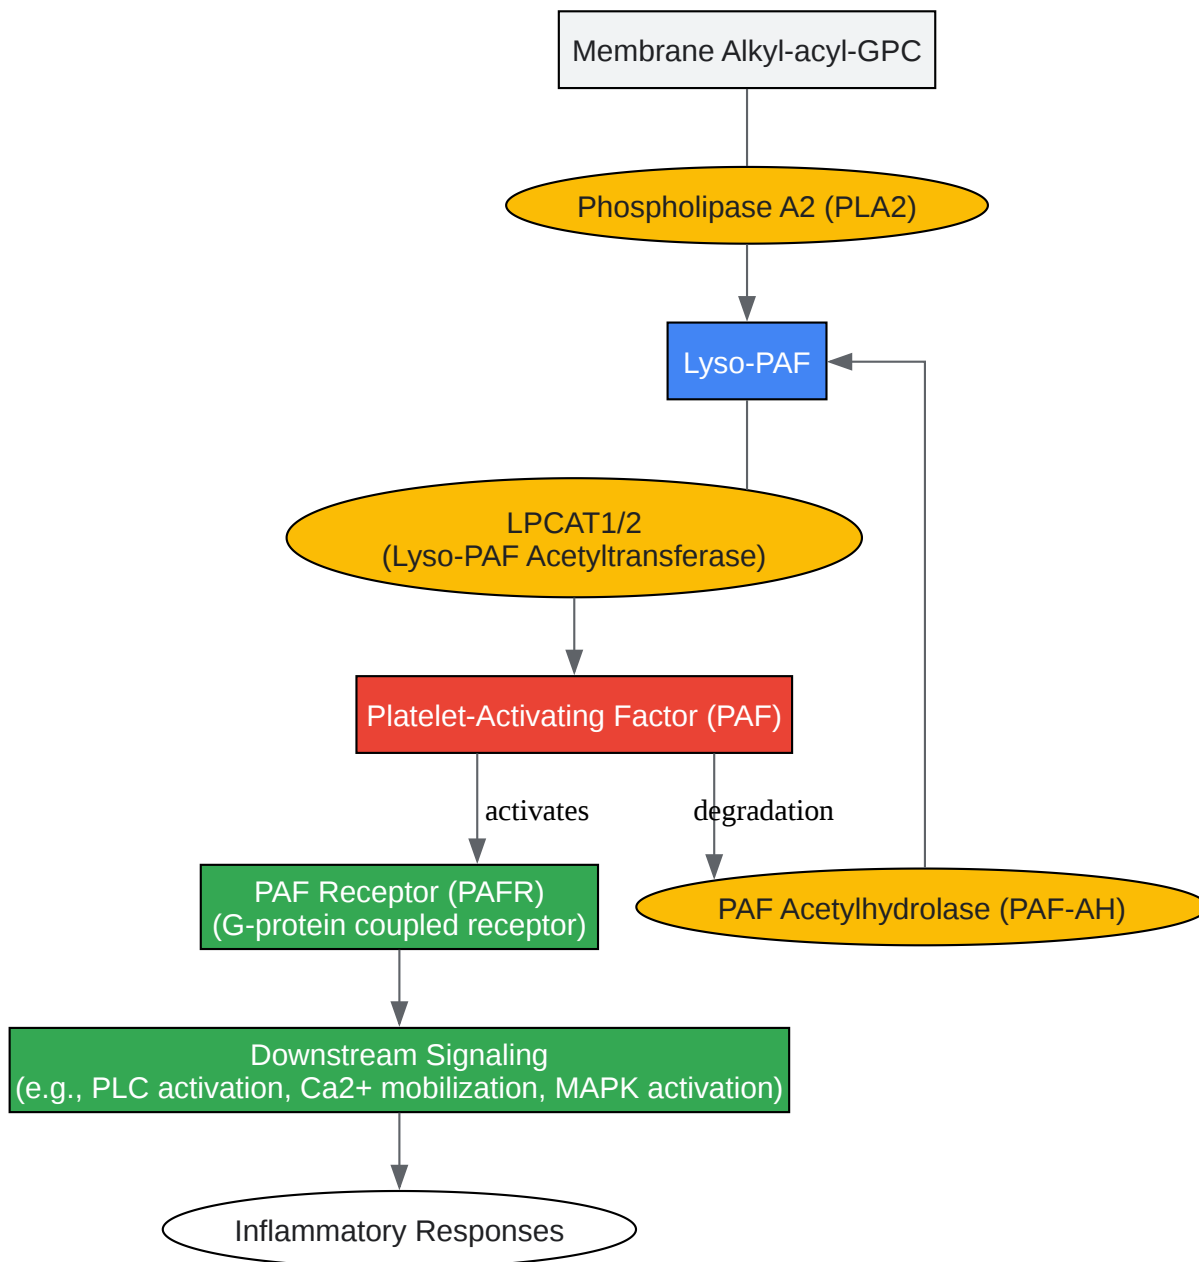 Membrane Alkyl-acyl-GPC
Phospholipase A2 (PLA2)
Lyso-PAF
LPCAT1/2
(Lyso-PAF Acetyltransferase)
Platelet-Activating Factor (PAF)
activates
degradation
PAF Receptor (PAFR)
(G-protein coupled receptor)
PAF Acetylhydrolase (PAF-AH)
Downstream Signaling
(e.g., PLC activation, Ca2+ mobilization, MAPK activation)
Inflammatory Responses